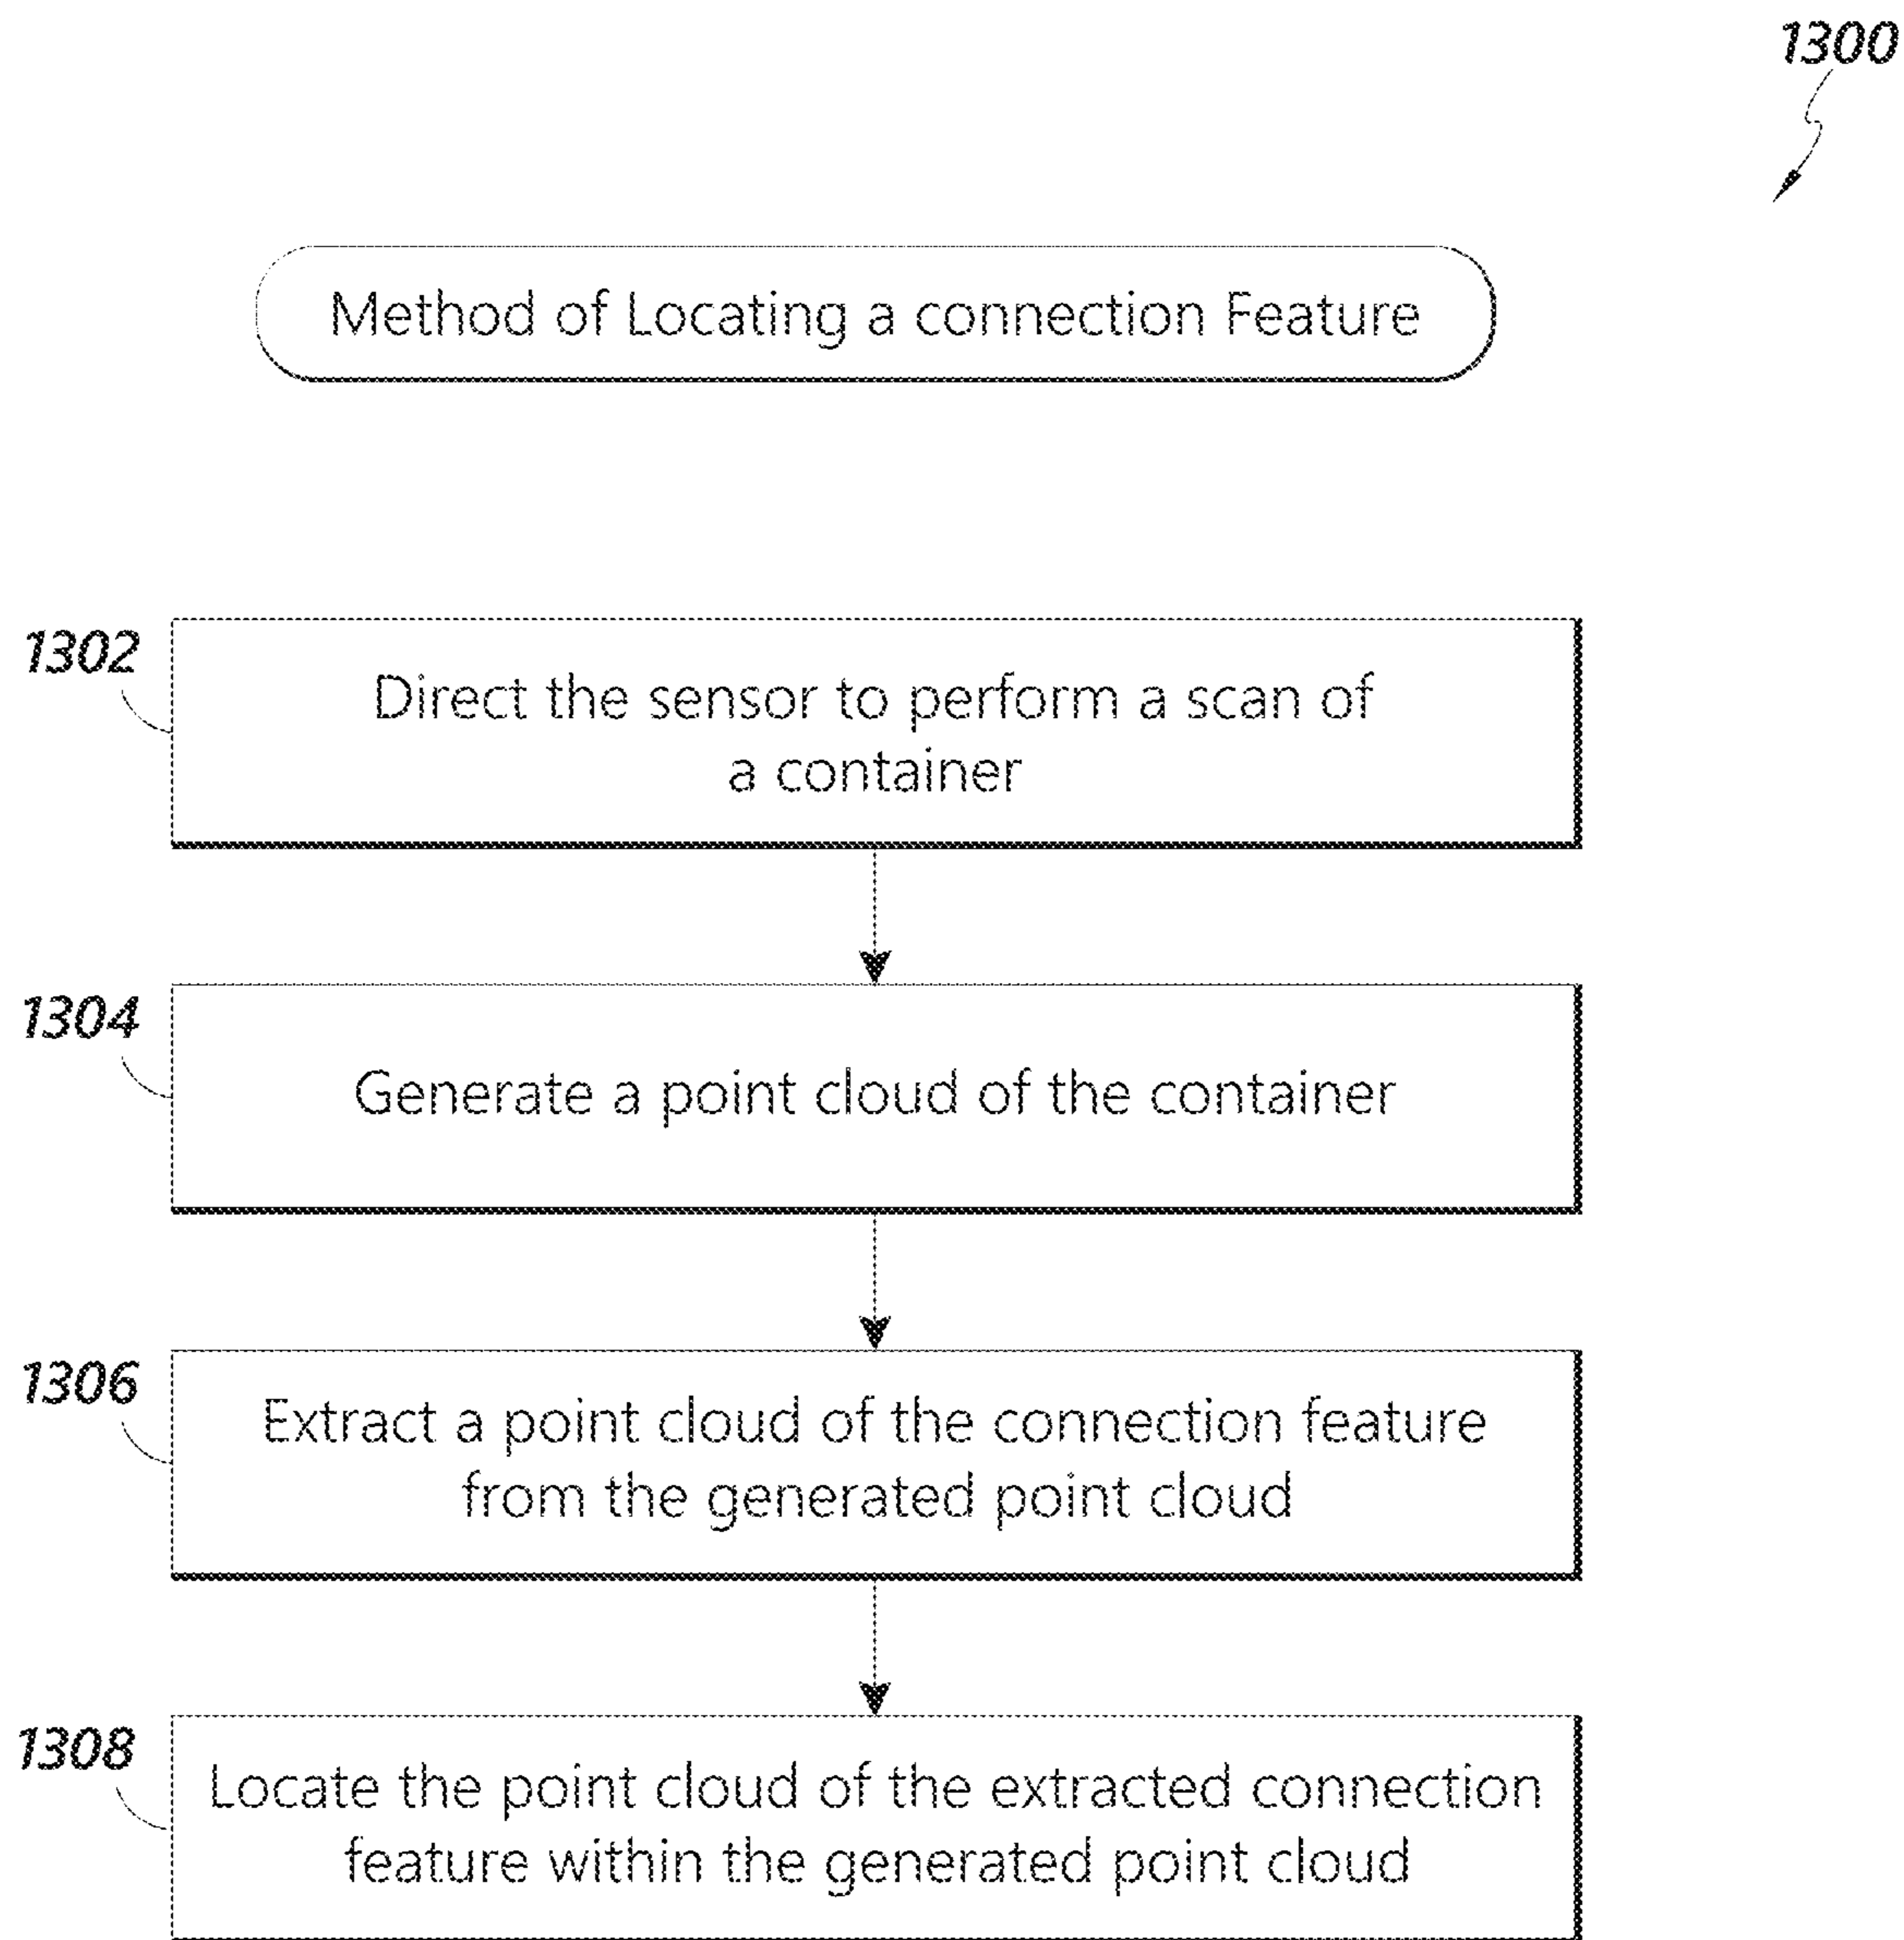 1300
Method of Locating a connection Feature
1302
Direct the sensor to perform a scan of
a container
1304
Generate a point cloud of the container
1306
Extract a point cloud of the connection feature
from the generated point cloud
1308
Locate the point cloud of the extracted connection
feature within the generated point cloud